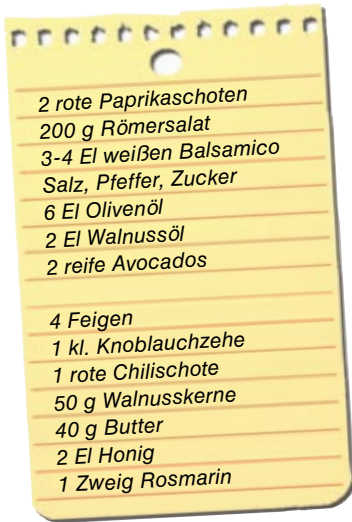 2 rote Paprikaschoten
200 g Römersalat
3-4 El weißen Balsamico
Salz, Pfeffer, Zucker
6 El Olivenöl
2 El Walnussöl
2 reife Avocados
4 Feigen
1 kl. Knoblauchzehe
1 rote Chilischote
50 g Walnusskerne
40 g Butter
2 El Honig
1 Zweig Rosmarin